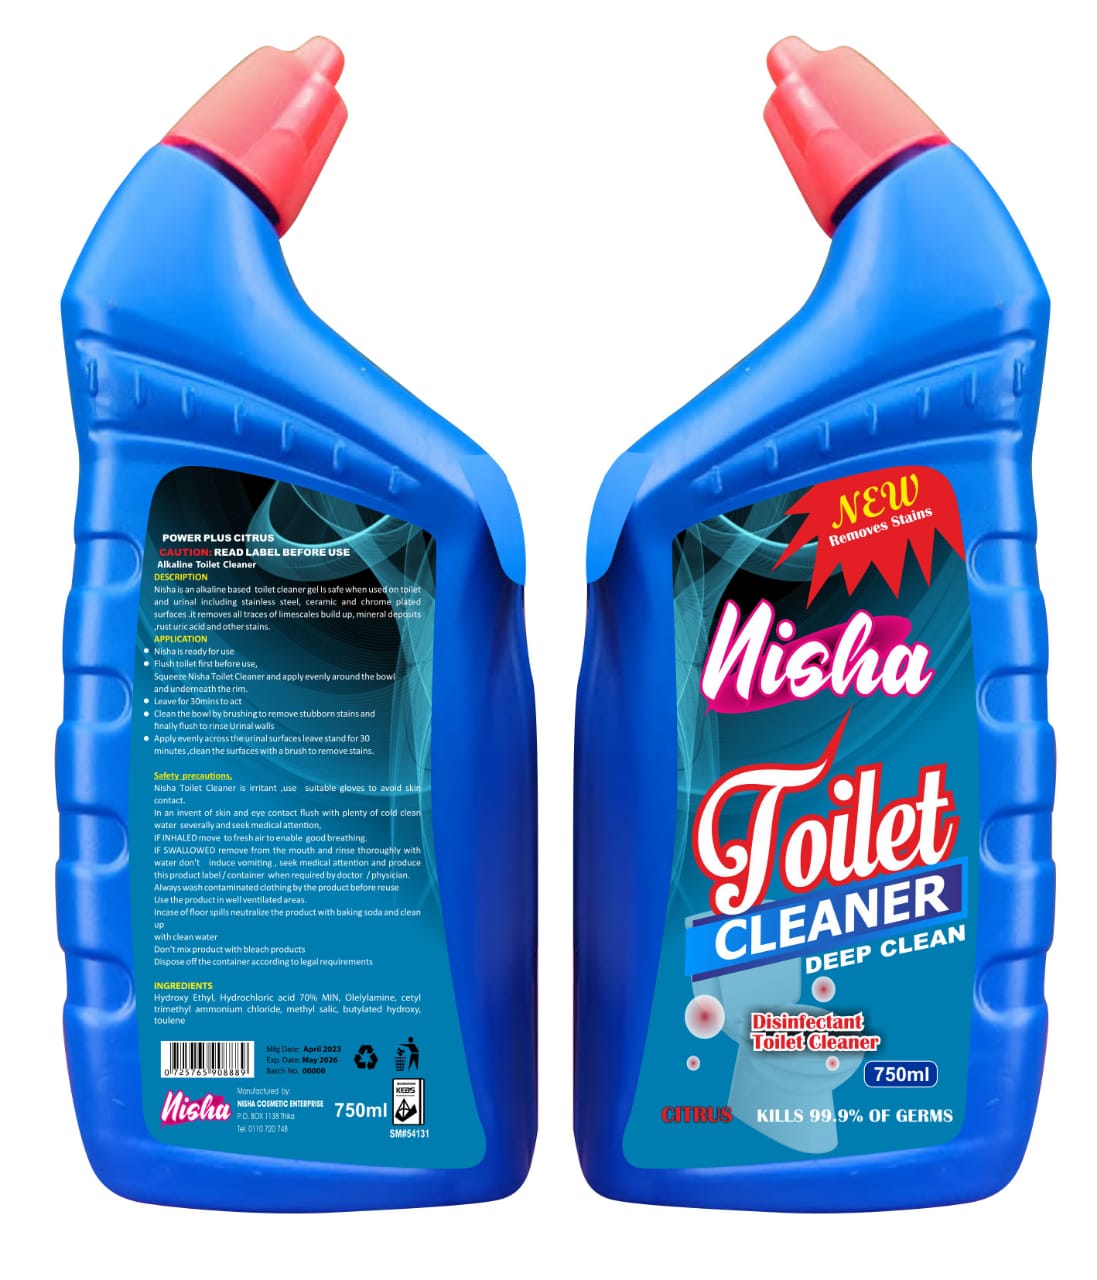 POWER PLUS CITRUS
CAUTION: READ LABEL BEFORE USE
Alkaline Toilet Cleaner
DESCRIPTION
Nisha is an alkaline based toilet cleaner gel Is safe when used on toilet
and urinal including stainless steel, ceramic and chrome plated
surfaces .it removes all traces of limescales build up, mineral deposits
,rust uric acid and other stains.
APPLICATION
Nisha is ready for use
Flush toilet first before use,
Squeeze Nisha Toilet Cleaner and apply evenly around the bowl
and underneath the rim.
Leave for 30mins to act
Clean the bowl by brushing to remove stubborn stains and
finally flush to rinse Urinal walls
Apply evenly across the urinal surfaces leave stand for 30
minutes ,clean the surfaces with a brush to remove stains.
Safety precautions,
Nisha Toilet Cleaner is irritant ,use suitable gloves to avoid skin
contact.
In an invent of skin and eye contact flush with plenty of cold clean
water severally and seek medical attention,
IF INHALED move to fresh air to enable good breathing.
IF SWALLOWED remove from the mouth and rinse thoroughly with
water don't induce vomiting , seek medical attention and produce
this product label / container when required by doctor / physician.
Always wash contaminated clothing by the product before reuse
Use the product in well ventilated areas.
Incase of floor spills neutralize the product with baking soda and clean
up
with clean water
Don't mix product with bleach products
Dispose off the container according to legal requirements
INGREDIENTS
Hydroxy Ethyl, Hydrochloric acid 70% MIN, Olelylamine, cetyl
trimethyl ammonium chloride, methyl salic, butylated hydroxy,
toulene
0 725765 908889
Mfg Date: April 2023
Exp. Date: May 2026
Batch No. 00000
Nisha
Manufactured by:
NISHA COSMETIC ENTERPRISE
P.O. BOX 1138 Thika
Tel: 0110 720 748
750ml
KEBS
SM#54131
NEW
Removes Stains
Nisha
Toilet
CLEANER
DEEP CLEAN
Disinfectant
Toilet Cleaner
750ml
CITRUS
KILLS 99.9% OF GERMS